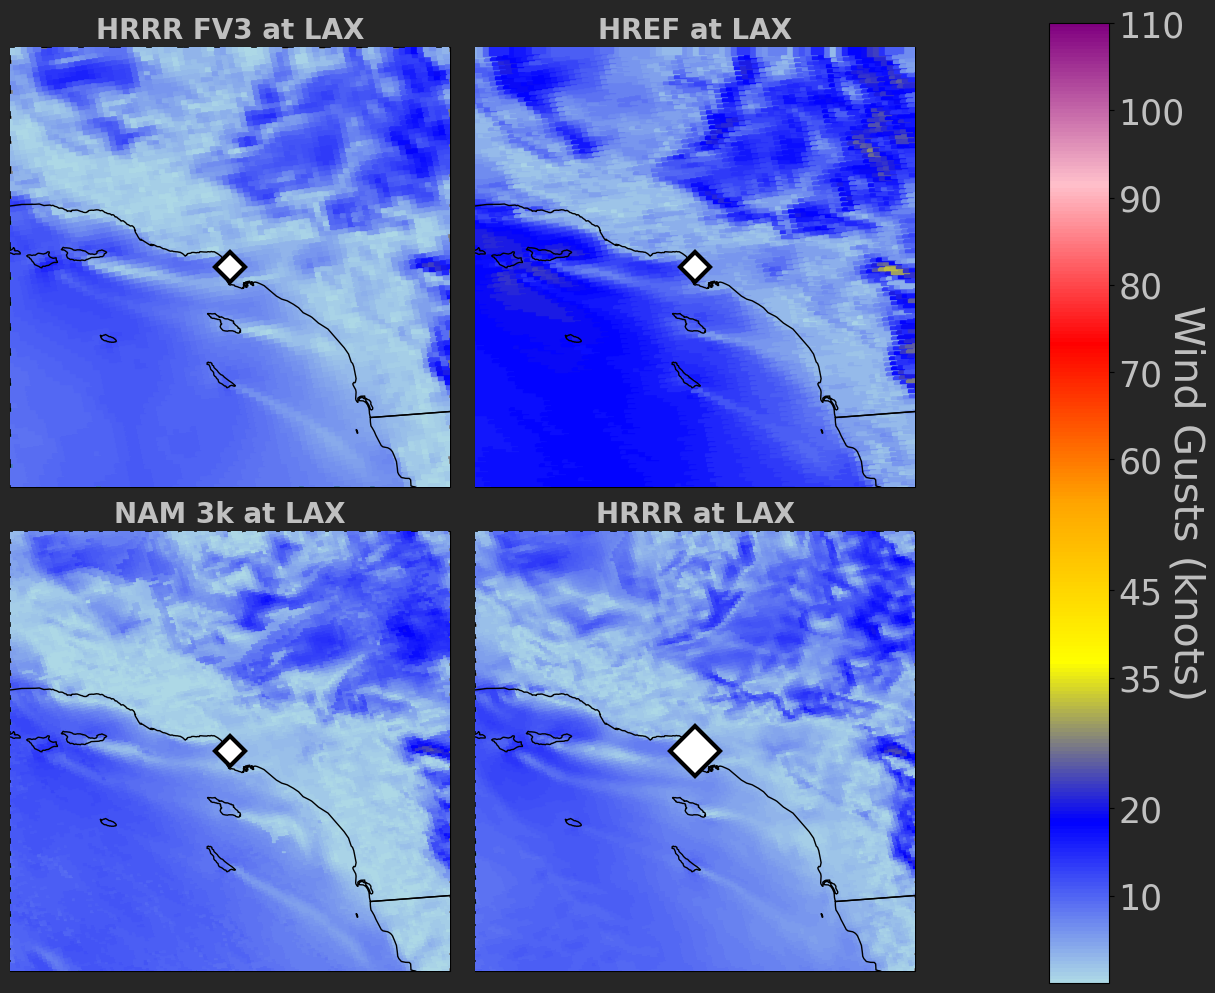 HRRR FV3 at LAX
HREF at LAX
NAM 3k at LAX
HRRR at LAX
110
100
90
80
70
60
45
35
20
10
Wind Gusts (knots)